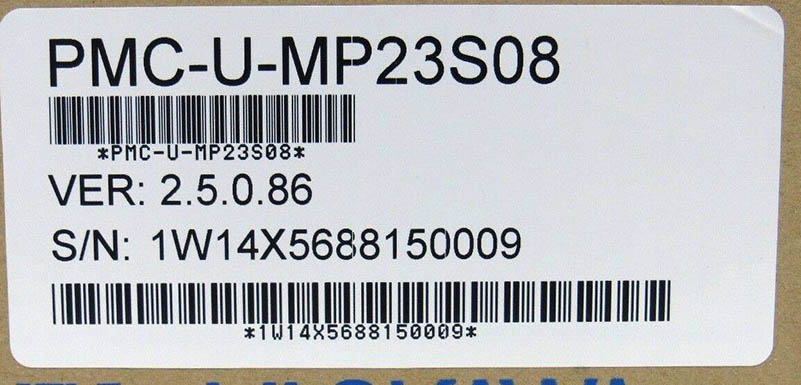 PMC-U-MP23S08
*PMC-U-MP23S08*
VER: 2.5.0.86
S/N: 1W14X5688150009
*1W14X5688150009*